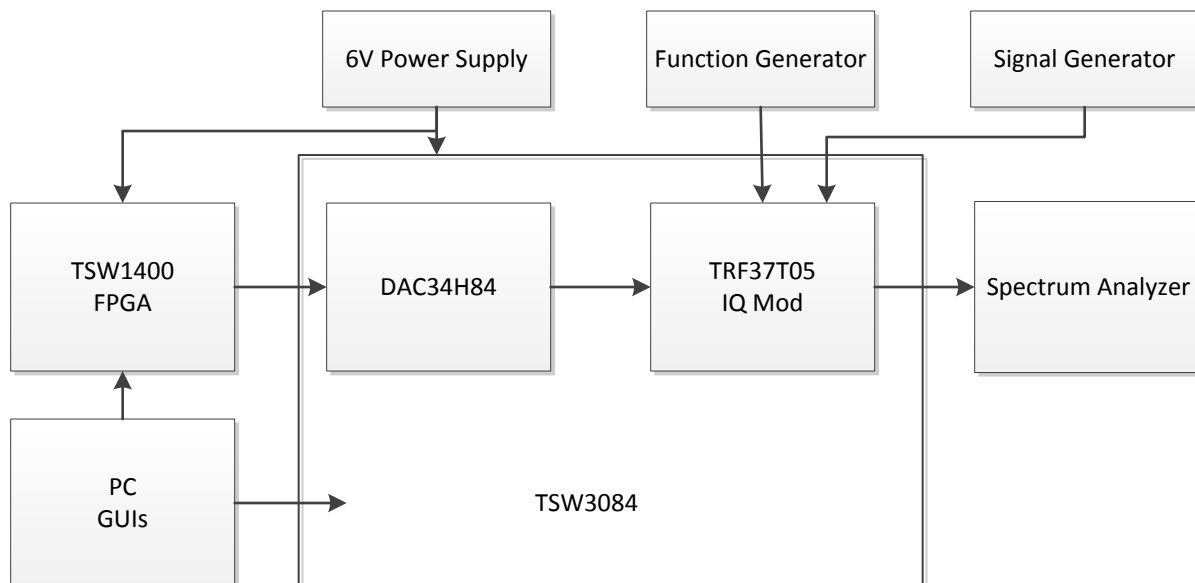 6V Power Supply
Function Generator
Signal Generator
TSW1400
FPGA
DAC34H84
TRF37T05
IQ Mod
Spectrum Analyzer
PC
GUIs
TSW3084